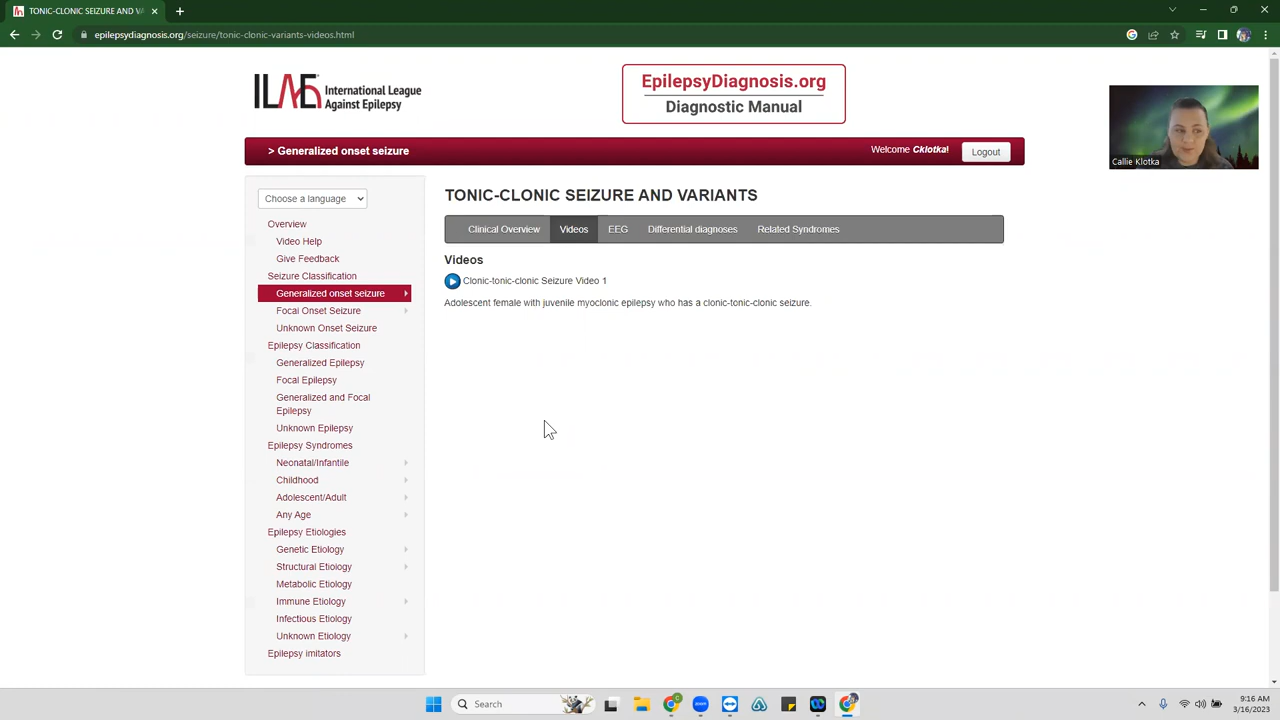 TONIC-CLONIC SEIZURE AND VA
epilepsydiagnosis.org/seizure/tonic-clonic-variants-videos.html
ILAE International League
Against Epilepsy
EpilepsyDiagnosis.org
Diagnostic Manual
> Generalized onset seizure
Welcome Cklotka!
Logout
Callie Klotka
Choose a language
Overview
Video Help
Give Feedback
Seizure Classification
Generalized onset seizure
Focal Onset Seizure
Unknown Onset Seizure
Epilepsy Classification
Generalized Epilepsy
Focal Epilepsy
Generalized and Focal
Epilepsy
Unknown Epilepsy
Epilepsy Syndromes
Neonatal/Infantile
Childhood
Adolescent/Adult
Any Age
Epilepsy Etiologies
Genetic Etiology
Structural Etiology
Metabolic Etiology
Immune Etiology
Infectious Etiology
Unknown Etiology
Epilepsy imitators
TONIC-CLONIC SEIZURE AND VARIANTS
Clinical Overview Videos EEG Differential diagnoses Related Syndromes
Videos
Clonic-tonic-clonic Seizure Video 1
Adolescent female with juvenile myoclonic epilepsy who has a clonic-tonic-clonic seizure.
Search
9:16 AM
3/16/2023